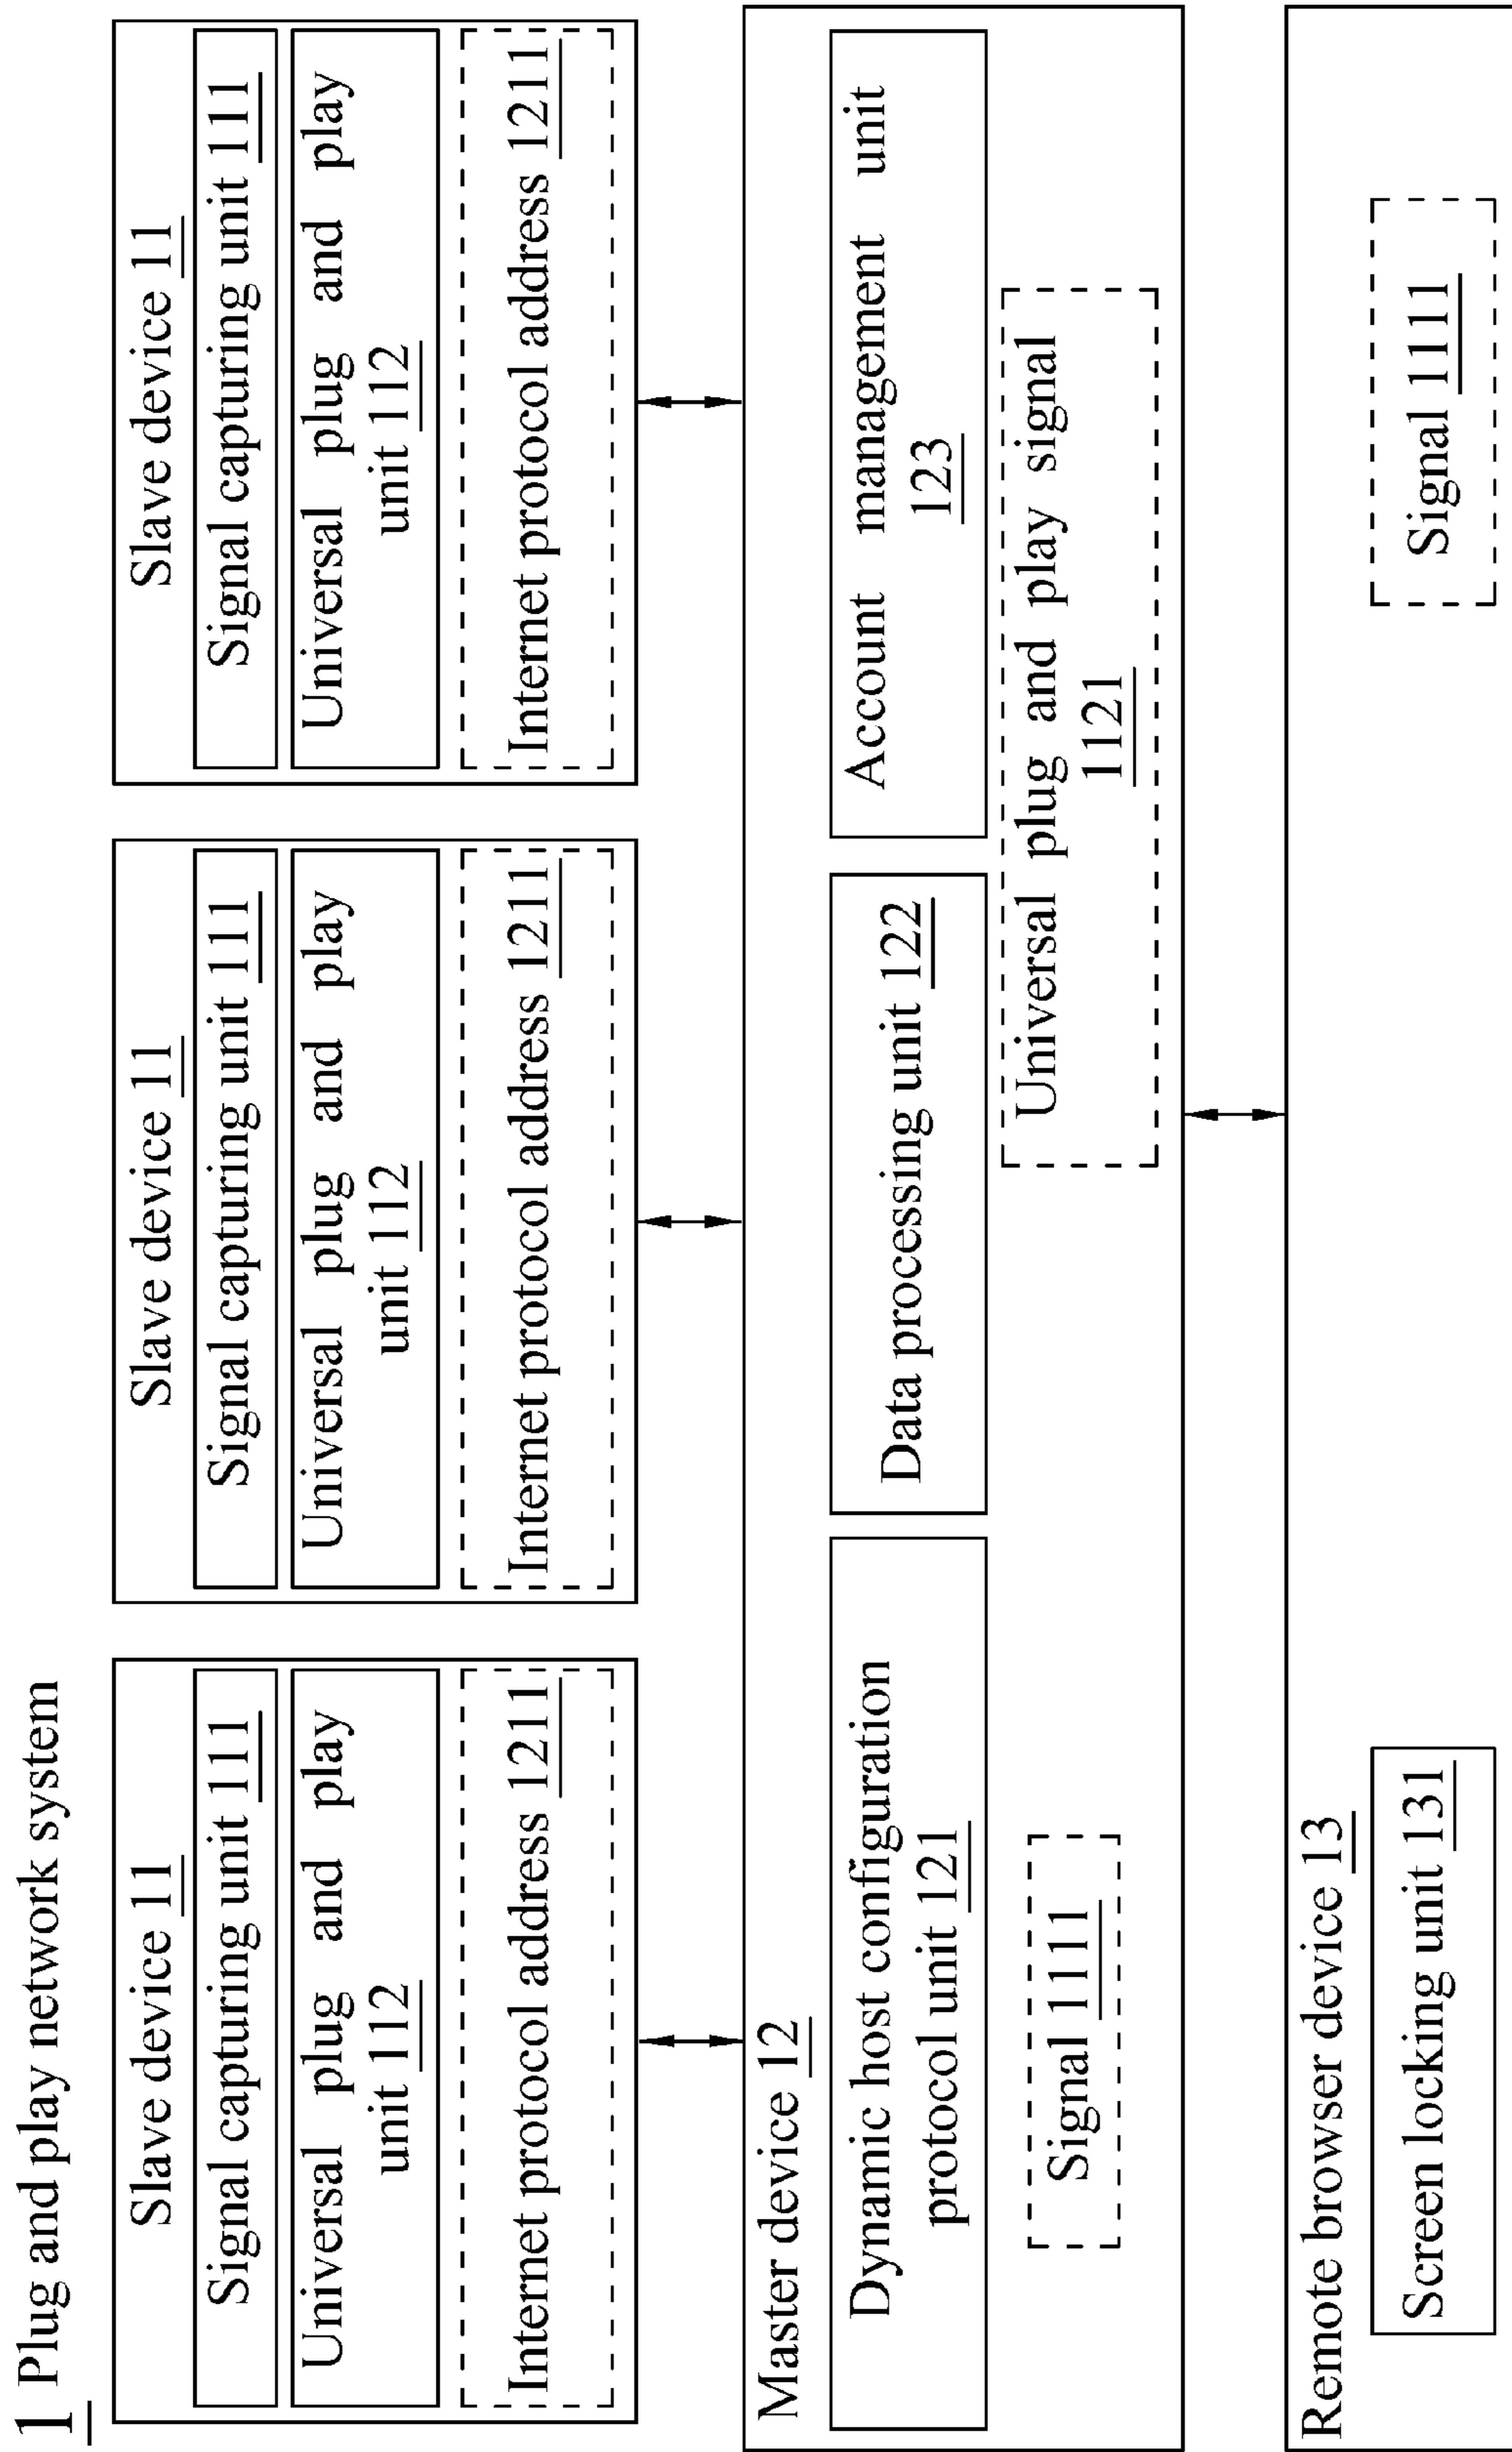 1 Plug and play network system
Slave device 11
Signal capturing unit 111
Universal plug and play
unit 112
Internet protocol address 1211
Slave device 11
Signal capturing unit 111
Universal plug and play
unit 112
Internet protocol address 1211
Slave device 11
Signal capturing unit 111
Universal plug and play
unit 112
Internet protocol address 1211
Master device 12
Dynamic host configuration
protocol unit 121
Data processing unit 122
Account management unit
123
Signal 1111
Universal plug and play signal
1121
Remote browser device 13
Screen locking unit 131
Signal 1111